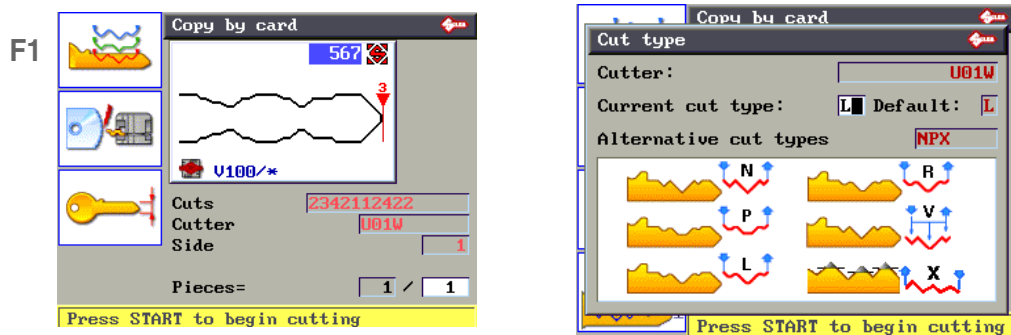 F1
Copy by card
567
3
V100/*
Cuts 2342112422
Cutter U01W
Side 1
Pieces= 1 / 1
Press START to begin cutting
Copy by card
Cut type
Cutter: U01W
Current cut type: L Default: L
Alternative cut types NPX
N R
P V
L X
Press START to begin cutting